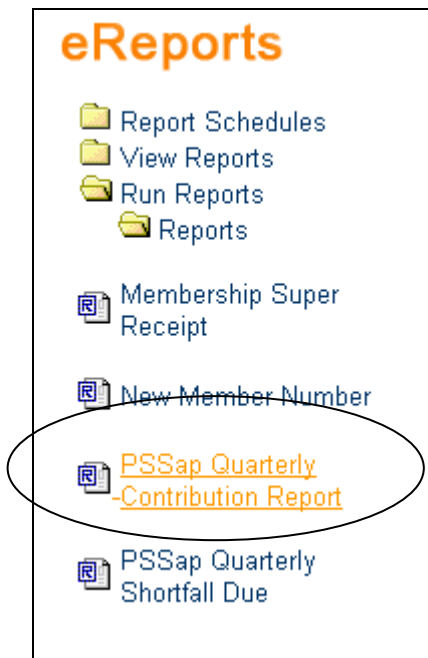 eReports
Report Schedules
View Reports
Run Reports
Reports
Membership Super
Receipt
New Member Number
PSSap Quarterly
-Contribution Report
PSSap Quarterly
Shortfall Due